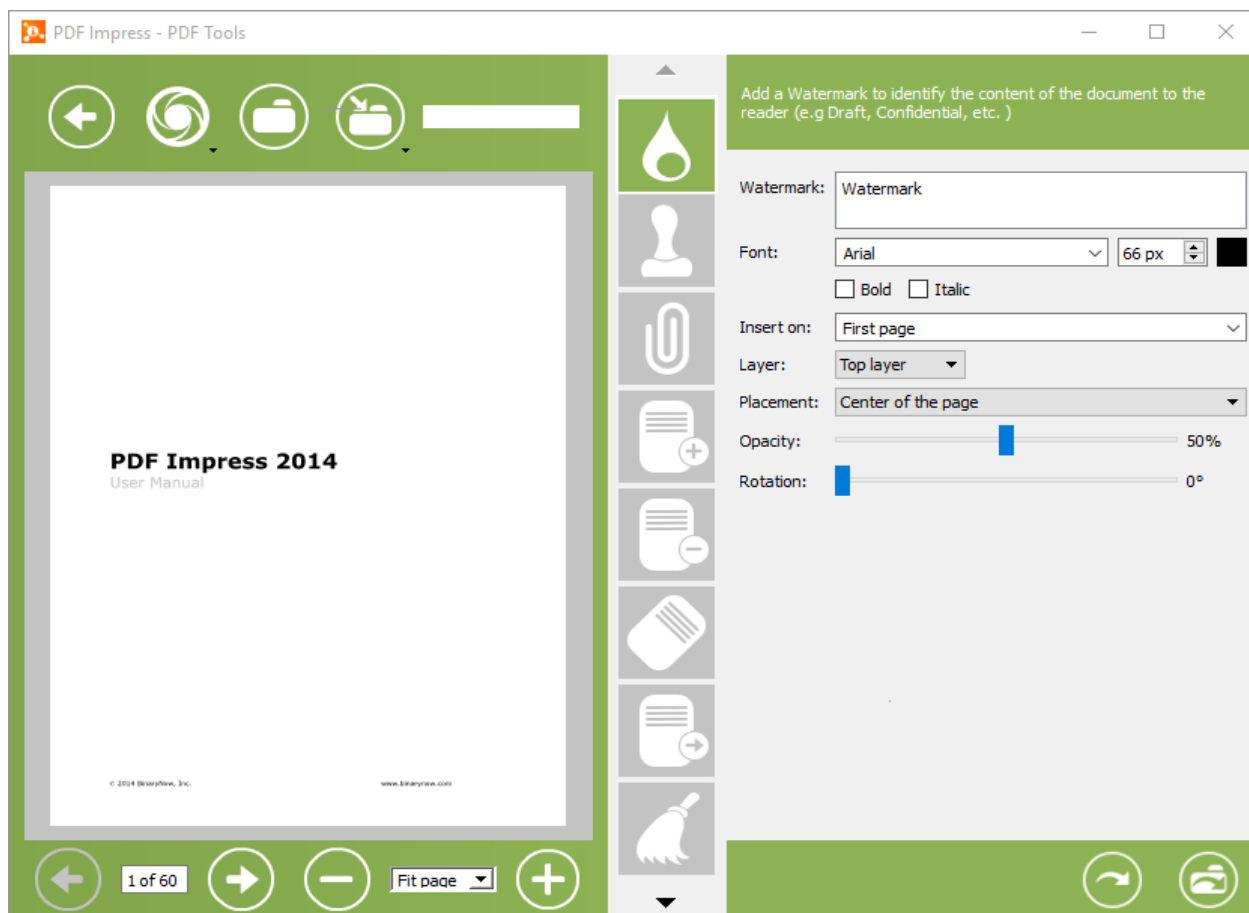 PDF Impress - PDF Tools
Add a Watermark to identify the content of the document to the
reader (e.g Draft, Confidential, etc. )
Watermark: Watermark
Font: Arial 66 px
Bold Italic
Insert on: First page
Layer: Top layer
Placement: Center of the page
Opacity: 50%
Rotation: 0°
PDF Impress 2014
User Manual
© 2014 BinaryNow, Inc. www.binarynow.com
1 of 60 Fit page